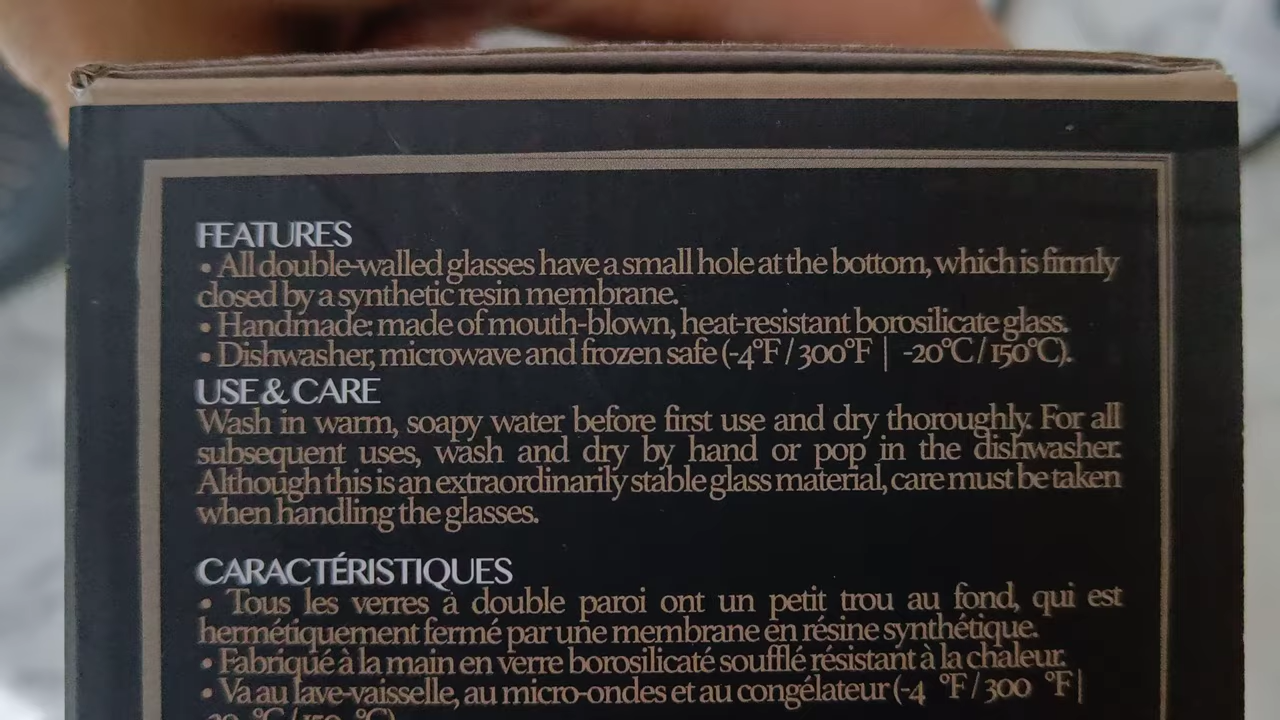 FEATURES
• All double-walled glasses have a small hole at the bottom, which is firmly
closed by a synthetic resin membrane.
• Handmade: made of mouth-blown, heat-resistant borosilicate glass.
• Dishwasher, microwave and frozen safe (-4°F / 300°F | -20°C / 150°C).
USE & CARE
Wash in warm, soapy water before first use and dry thoroughly. For all
subsequent uses, wash and dry by hand or pop in the dishwasher.
Although this is an extraordinarily stable glass material, care must be taken
when handling the glasses.
CARACTÉRISTIQUES
• Tous les verres à double paroi ont un petit trou au fond, qui est
hermétiquement fermé par une membrane en résine synthétique.
• Fabriqué à la main en verre borosilicaté soufflé résistant à la chaleur.
• Va au lave-vaisselle, au micro-ondes et au congélateur (-4 °F / 300 °F |
-20 °C / 150 °C)